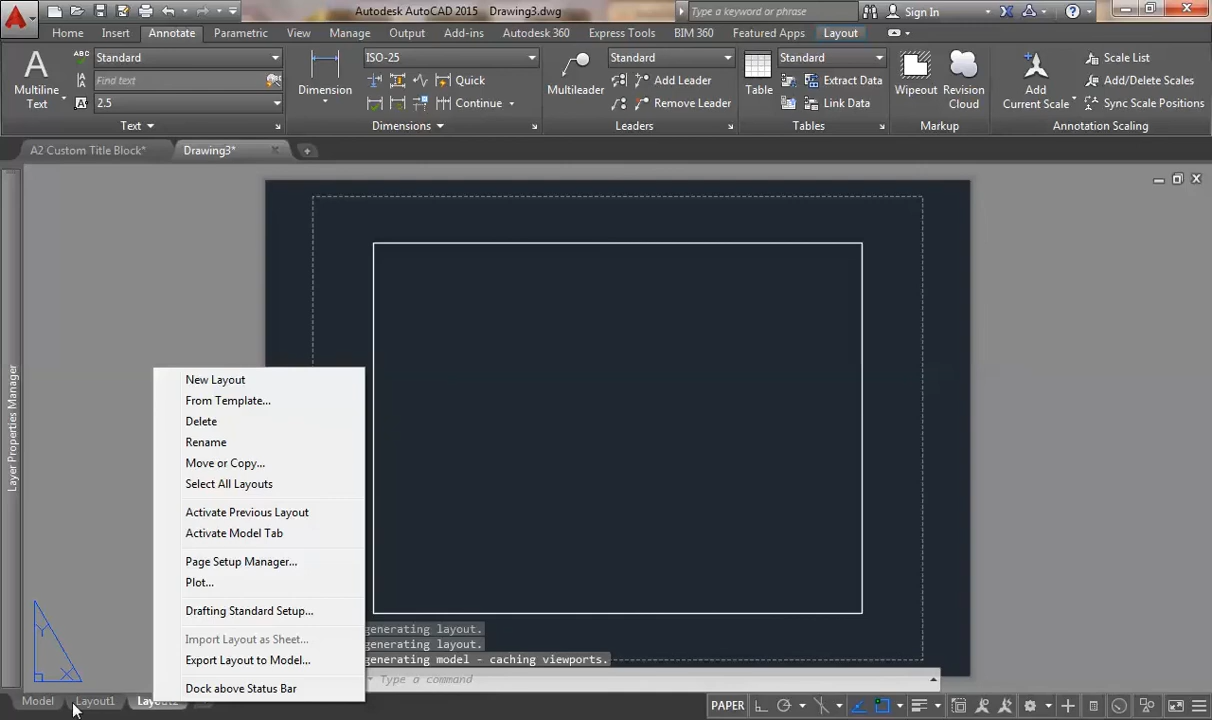 Autodesk AutoCAD 2015 Drawing3.dwg
Type a keyword or phrase
Sign In
Home Insert Annotate Parametric View Manage Output Add-ins Autodesk 360 Express Tools BIM 360 Featured Apps Layout
Multiline Text
Standard
Find text
2.5
Text
Dimension
ISO-25
Quick
Continue
Dimensions
Multileader
Standard
Add Leader
Remove Leader
Leaders
Table
Standard
Extract Data
Link Data
Tables
Wipeout
Revision Cloud
Markup
Add Current Scale
Scale List
Add/Delete Scales
Sync Scale Positions
Annotation Scaling
A2 Custom Title Block*
Drawing3*
Layer Properties Manager
New Layout
From Template...
Delete
Rename
Move or Copy...
Select All Layouts
Activate Previous Layout
Activate Model Tab
Page Setup Manager...
Plot...
Drafting Standard Setup...
Import Layout as Sheet...
Export Layout to Model...
Dock above Status Bar
generating layout.
generating layout.
generating model - caching viewports.
Type a command
Y
X
Model Layout1
PAPER